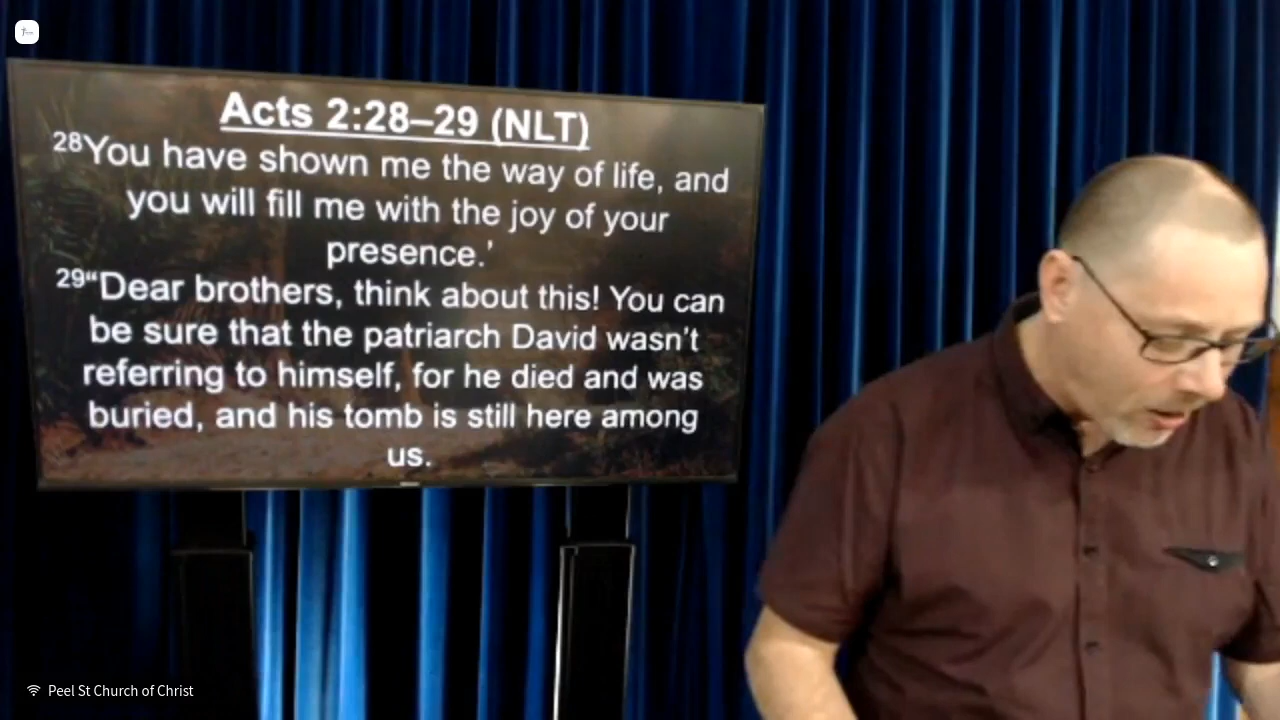 Acts 2:28–29 (NLT)
28You have shown me the way of life, and
you will fill me with the joy of your
presence.’
29“Dear brothers, think about this! You can
be sure that the patriarch David wasn’t
referring to himself, for he died and was
buried, and his tomb is still here among
us.
Peel St Church of Christ